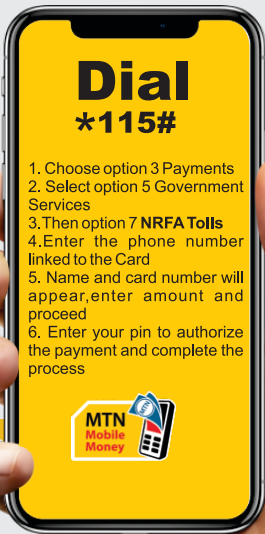 Dial
*115#
1. Choose option 3 Payments
2. Select option 5 Government
Services
3.Then option 7 NRFA Tolls
4.Enter the phone number
linked to the Card
5. Name and card number will
appear,enter amount and
proceed
6. Enter your pin to authorize
the payment and complete the
process
MTN
Mobile
Money